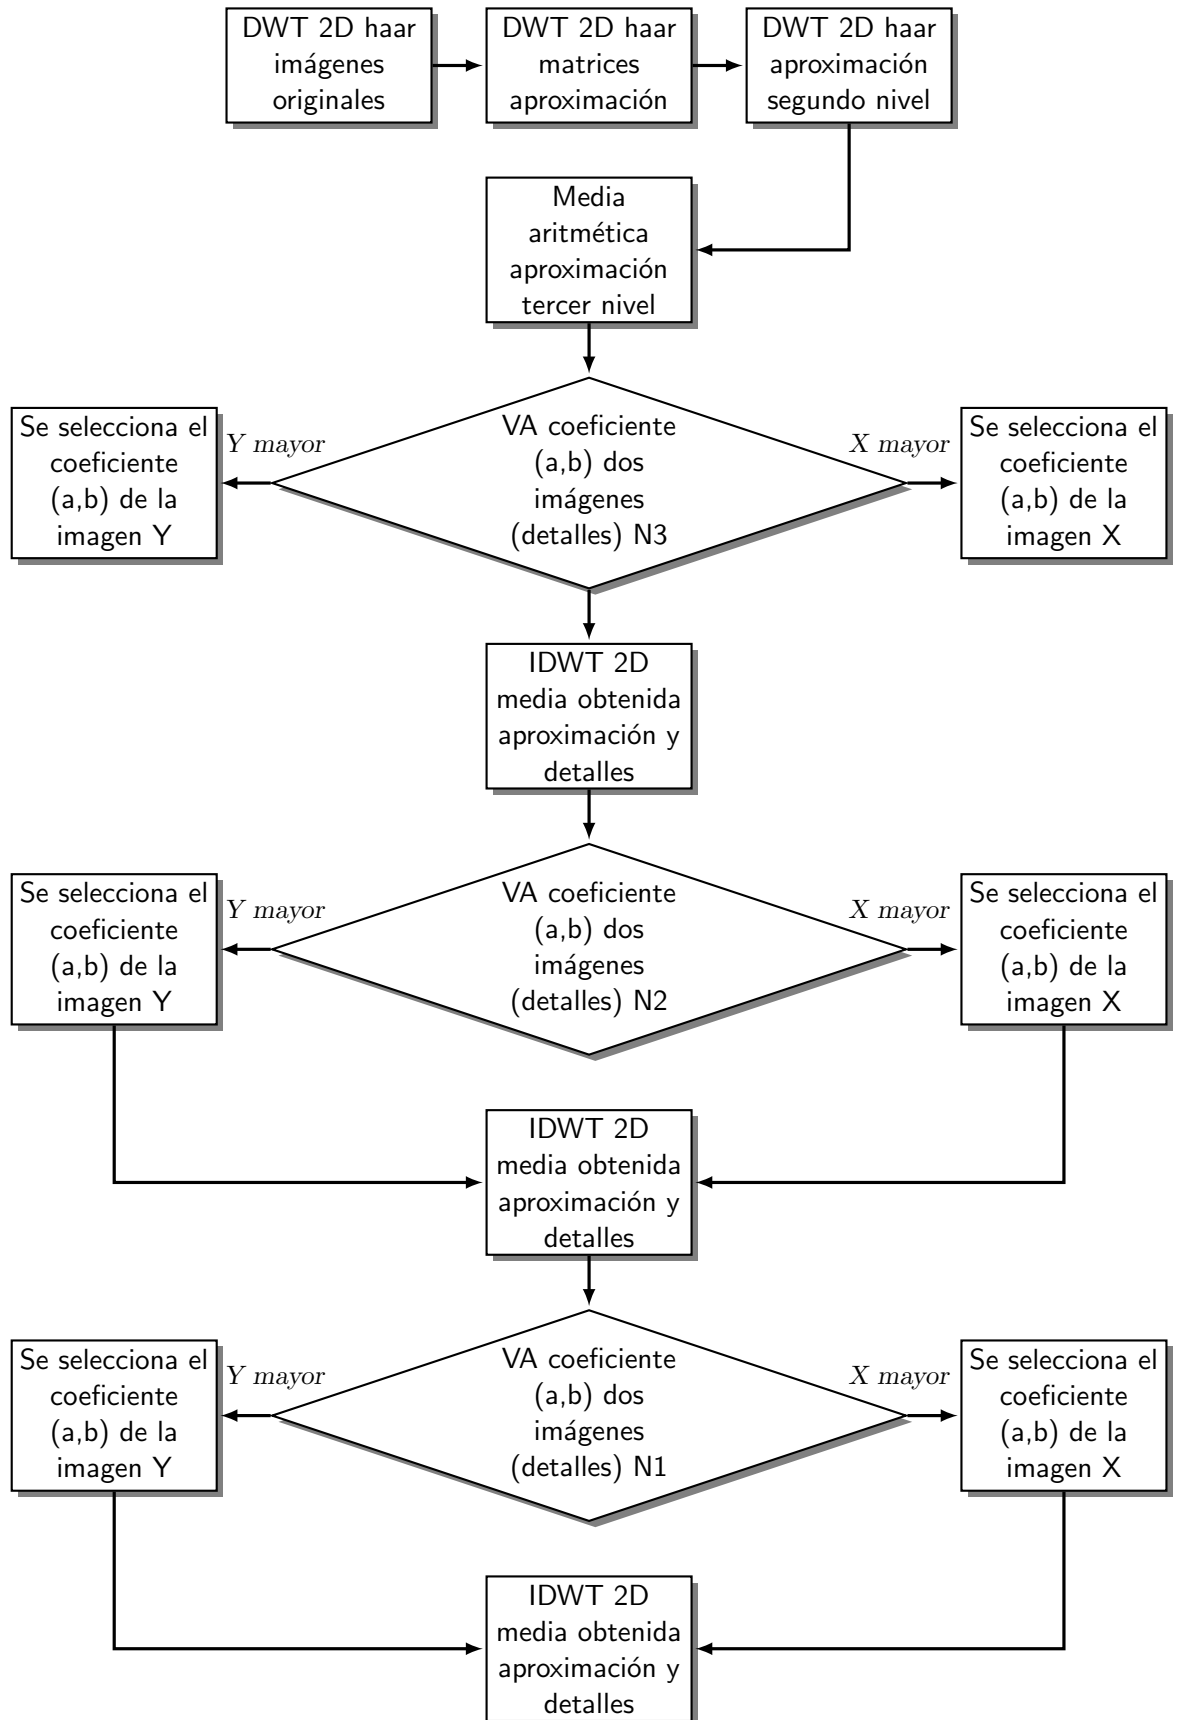 DWT 2D haar
imágenes
originales
DWT 2D haar
matrices
aproximación
DWT 2D haar
aproximación
segundo nivel
Media
aritmética
aproximación
tercer nivel
Se selecciona el
coeficiente
(a,b) de la
imagen Y
Y mayor
VA coeficiente
(a,b) dos
imágenes
(detalles) N3
X mayor
Se selecciona el
coeficiente
(a,b) de la
imagen X
IDWT 2D
media obtenida
aproximación y
detalles
Se selecciona el
coeficiente
(a,b) de la
imagen Y
Y mayor
VA coeficiente
(a,b) dos
imágenes
(detalles) N2
X mayor
Se selecciona el
coeficiente
(a,b) de la
imagen X
IDWT 2D
media obtenida
aproximación y
detalles
Se selecciona el
coeficiente
(a,b) de la
imagen Y
Y mayor
VA coeficiente
(a,b) dos
imágenes
(detalles) N1
X mayor
Se selecciona el
coeficiente
(a,b) de la
imagen X
IDWT 2D
media obtenida
aproximación y
detalles